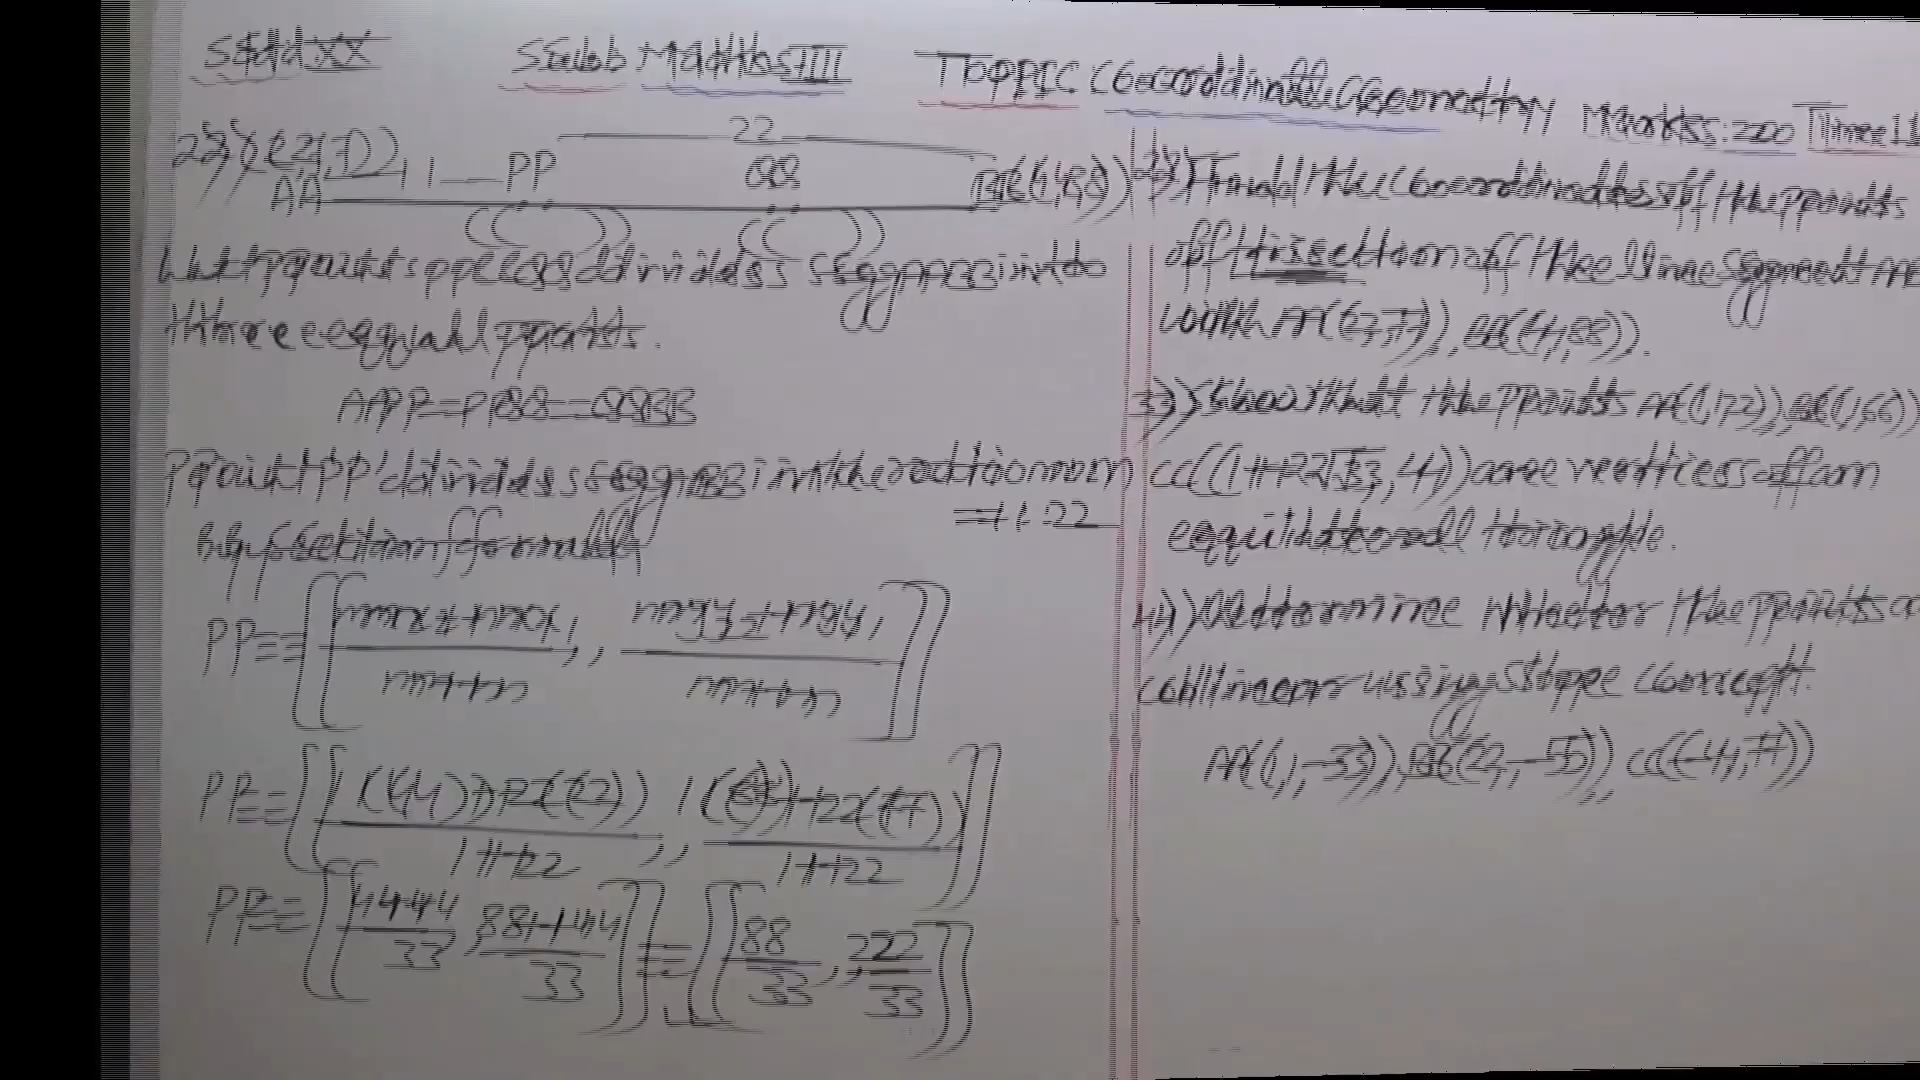 Std X Sub Maths II Topic Coordinate Geometry Marks: 20 Time 1
2) (2,7) 1 P 2 Q B(4,8)
A
Let points p & Q divides seg AB into
three equal parts.
AP = PQ = QB
Point P divides seg AB in the ratio m:n
= 1:2
By section formula
P = [ mx2+nx1 / m+n , my2+ny1 / m+n ]
P = [ 1(4)+2(2) / 1+2 , 1(8)+2(7) / 1+2 ]
P = [ 4+4 / 3 , 8+14 / 3 ] = [ 8/3 , 22/3 ]
2) Find the Coordinates of the points
of trisection of the line segment A
with A(2,7), B(4,8).
3) Show that the points A(1,2), B(1,6)
C(1+2√3, 4) are vertices of an
equilateral triangle.
4) Determine whether the points a
collinear using slope concept.
A(1,-3), B(2,-5), C(-4,7)